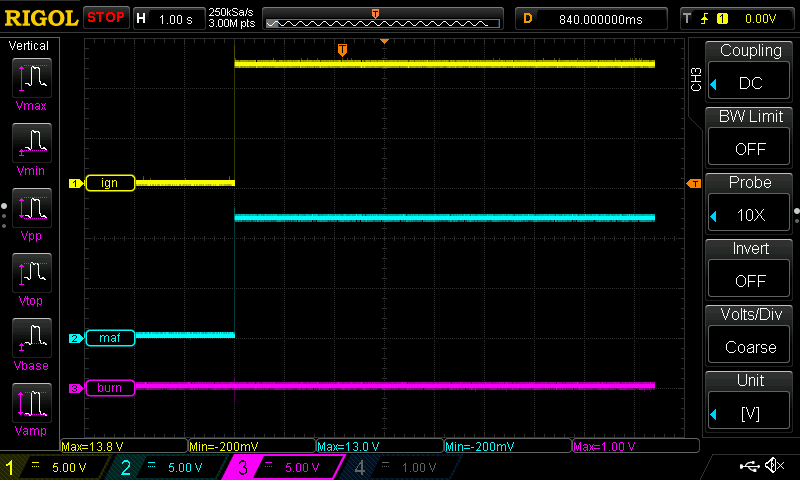 RIGOL STOP H 1.00 s 250kSa/s 3.00M pts T D 840.000000ms T 1 0.00V
Vertical
Vmax
Vmin
Vpp
Vtop
Vbase
Vamp
T
1 ign
2 maf
3 burn
T
CH3
Coupling
DC
BW Limit
OFF
Probe
10X
Invert
OFF
Volts/Div
Coarse
Unit
[V]
Max=13.8 V Min=-200mV Max=13.0 V Min=-200mV Max=1.00 V
1 5.00 V 2 5.00 V 3 5.00 V 4 1.00 V